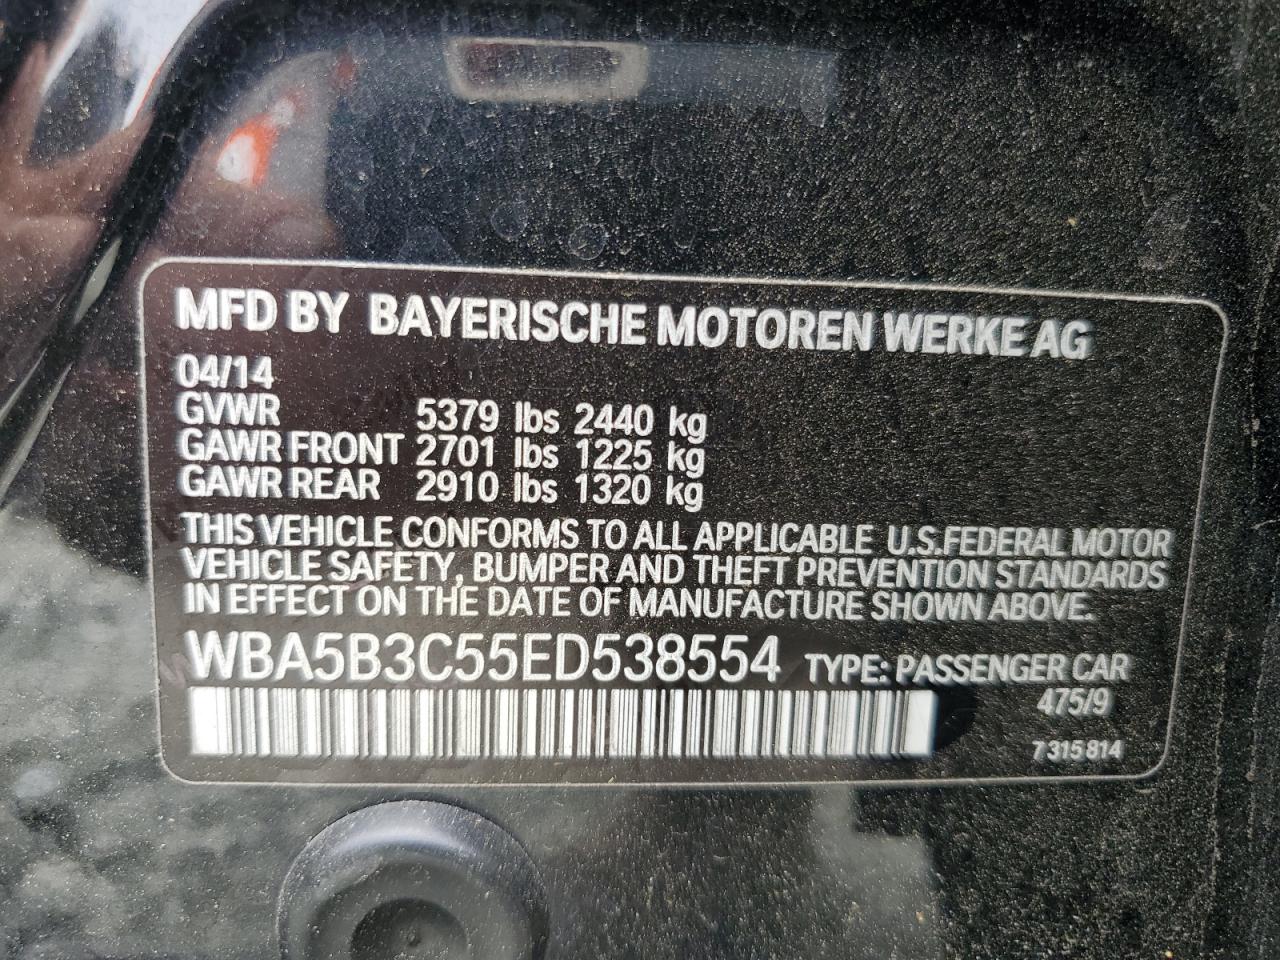 MFD BY BAYERISCHE MOTOREN WERKE AG
04/14
GVWR 5379 lbs 2440 kg
GAWR FRONT 2701 lbs 1225 kg
GAWR REAR 2910 lbs 1320 kg
THIS VEHICLE CONFORMS TO ALL APPLICABLE U.S.FEDERAL MOTOR
VEHICLE SAFETY, BUMPER AND THEFT PREVENTION STANDARDS
IN EFFECT ON THE DATE OF MANUFACTURE SHOWN ABOVE.
WBA5B3C55ED538554 TYPE: PASSENGER CAR
475/9
7 315 814